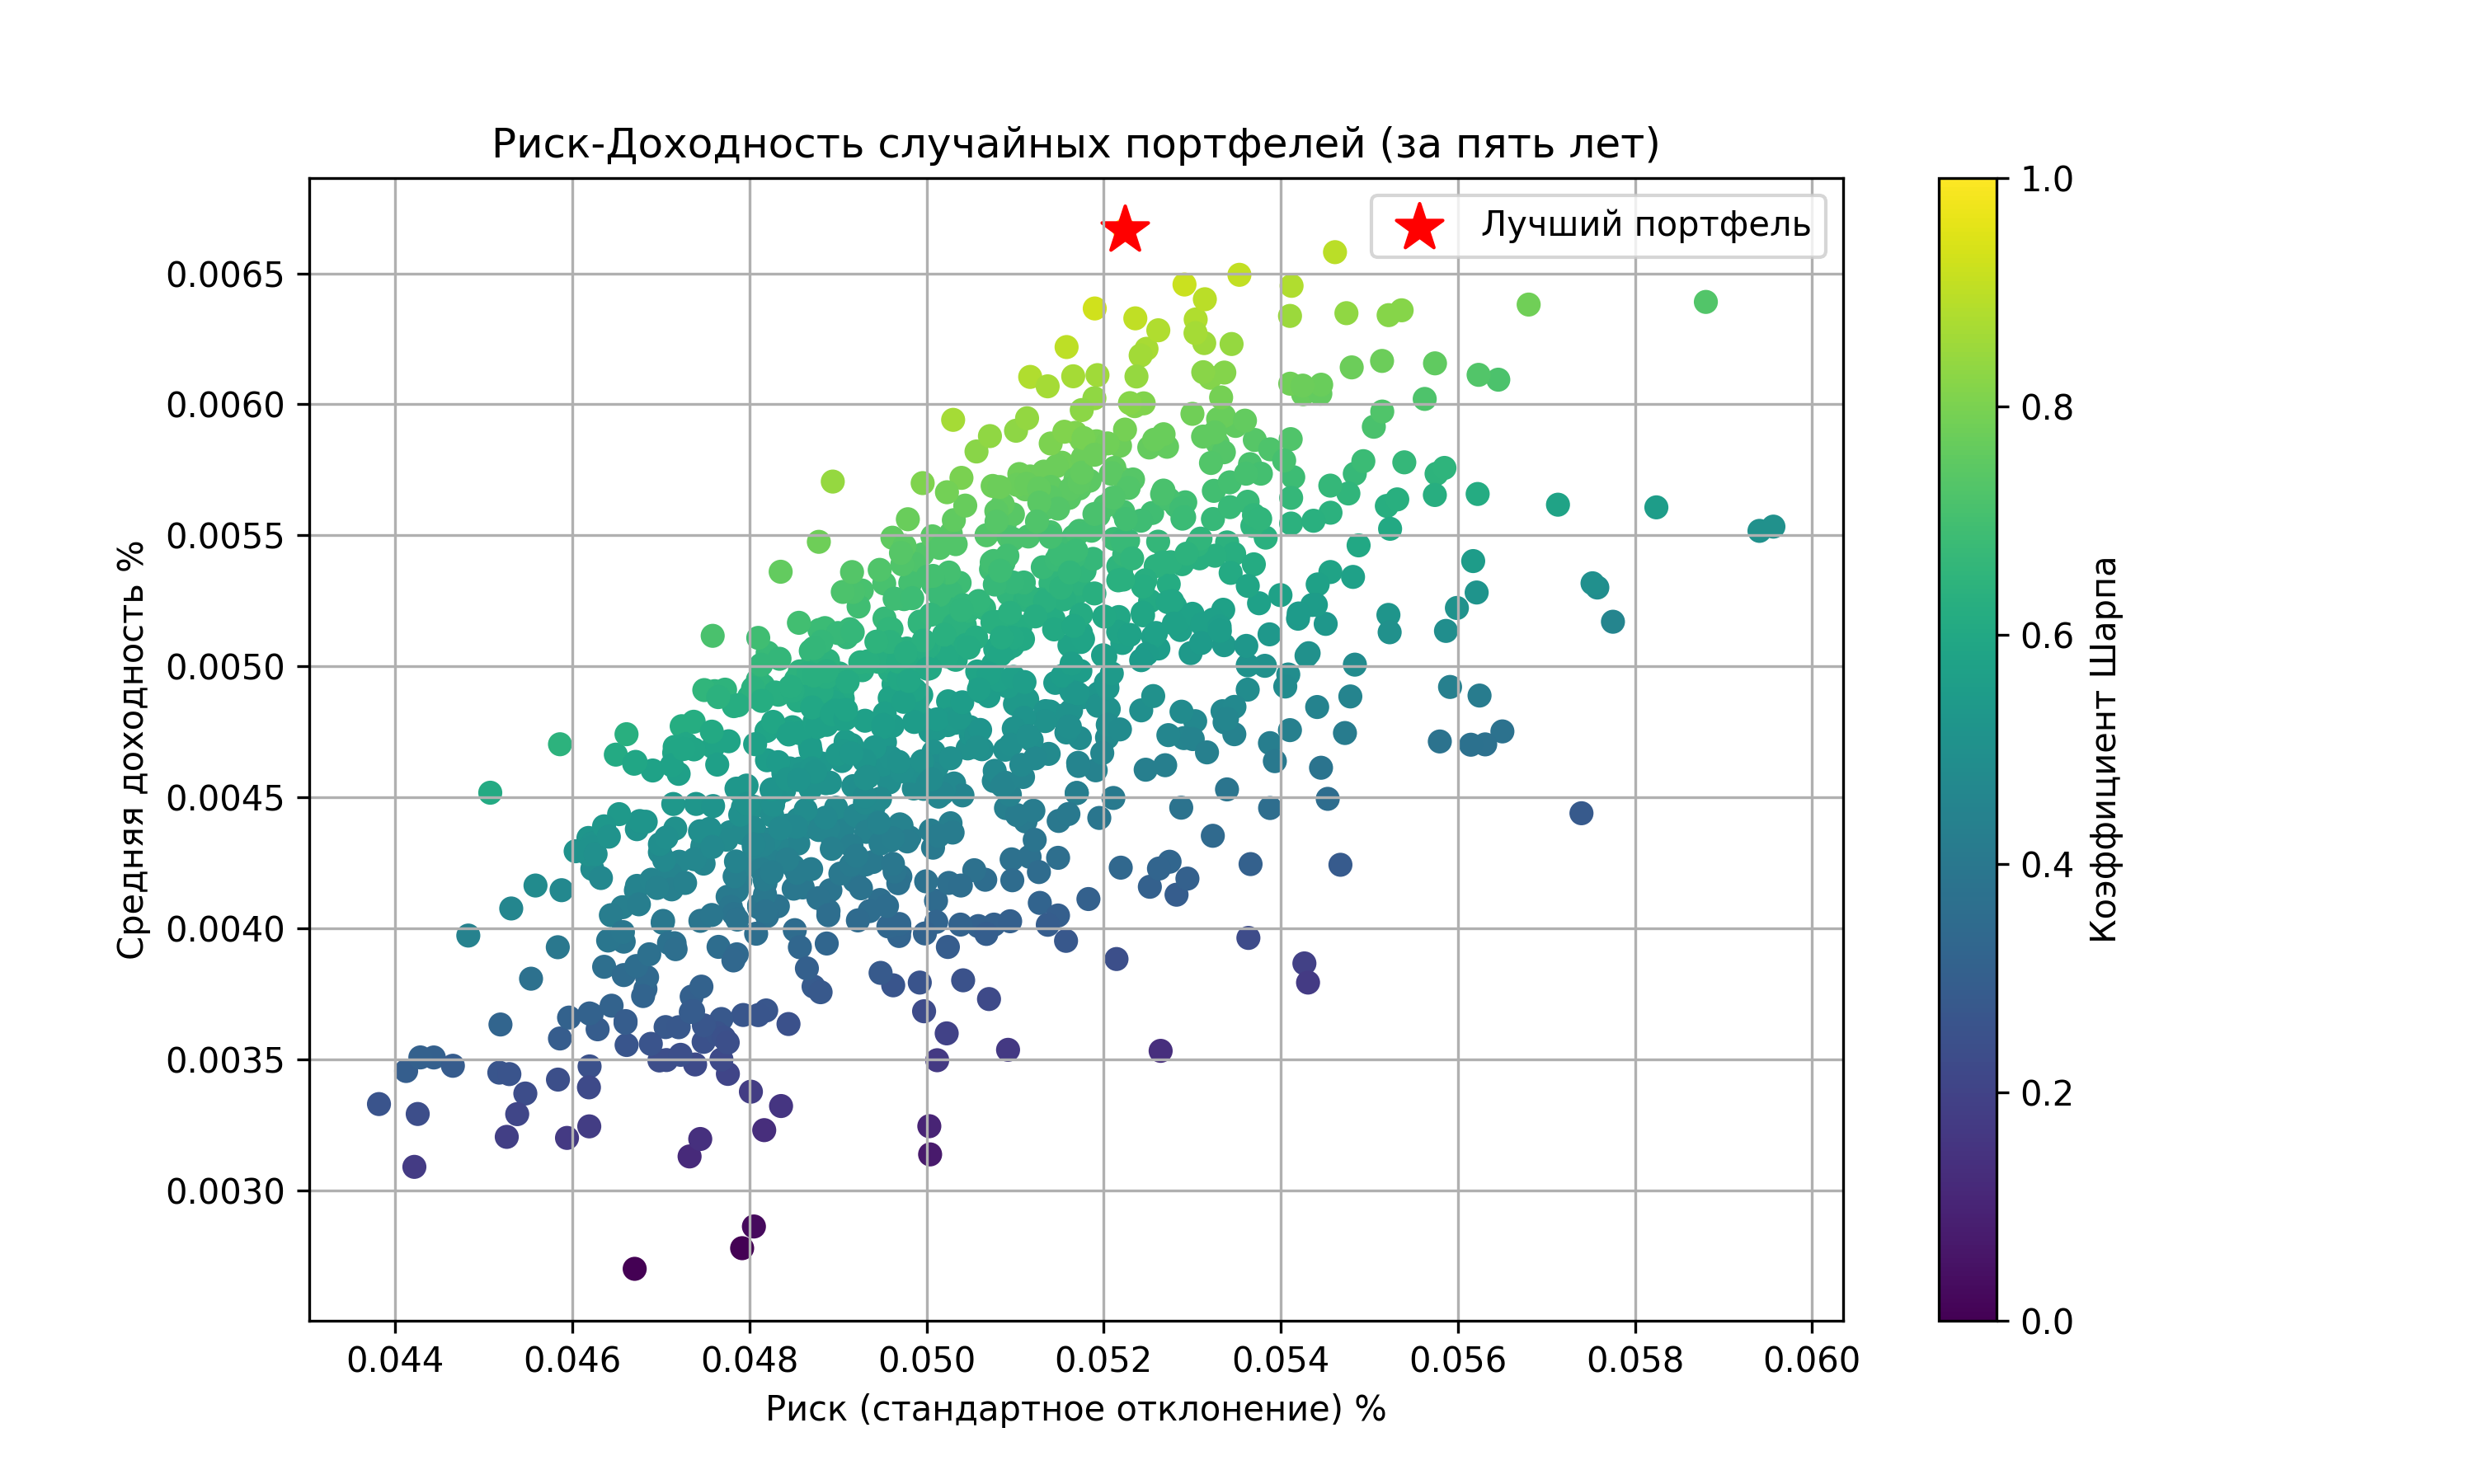 Риск-Доходность случайных портфелей (за пять лет)
Лучший портфель
Средняя доходность %
0.0065
0.0060
0.0055
0.0050
0.0045
0.0040
0.0035
0.0030
0.044 0.046 0.048 0.050 0.052 0.054 0.056 0.058 0.060
Риск (стандартное отклонение) %
1.0
0.8
0.6
0.4
0.2
0.0
Коэффициент Шарпа